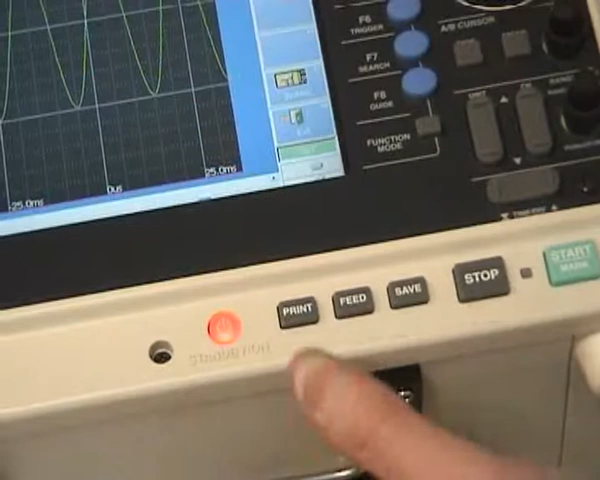 F6
TRIGGER
A/B CURSOR
F7
SEARCH
F8
GUIDE
FUNCTION
MODE
-25.0ms
0us
25.0ms
PRINT
FEED
SAVE
STOP
START
MARK